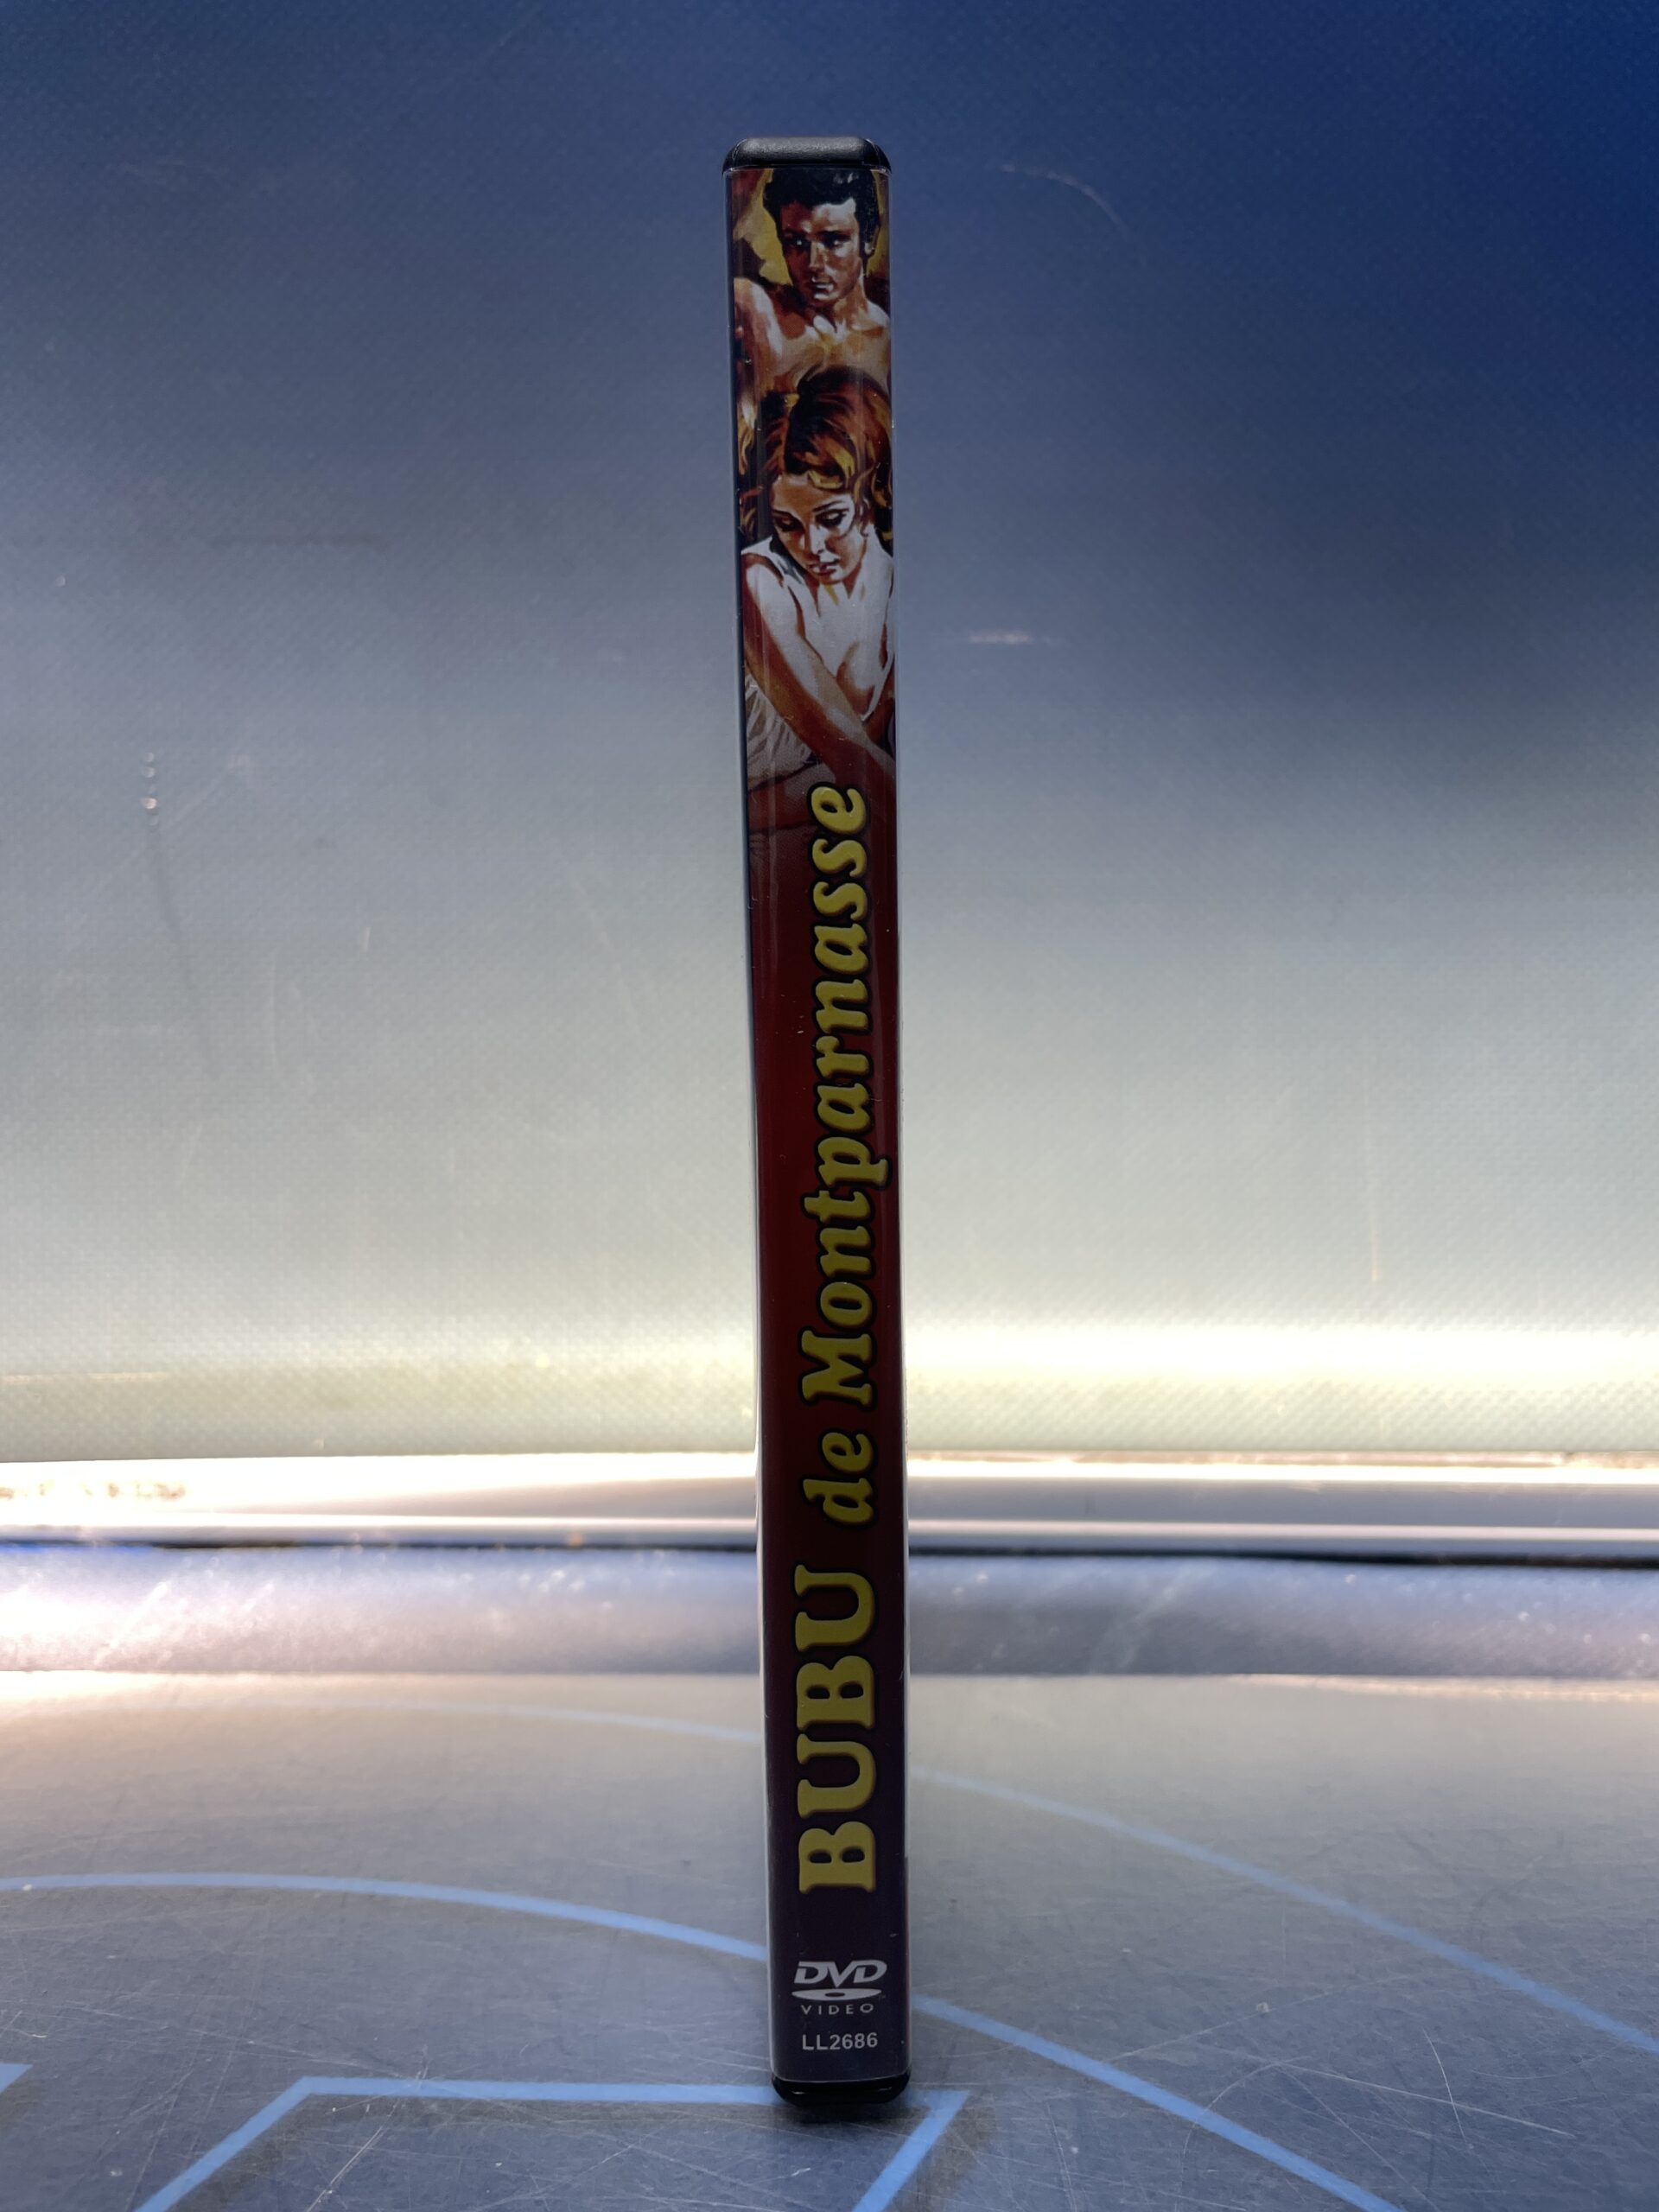 BUBU de Montparnasse
DVD
VIDEO
LL2686